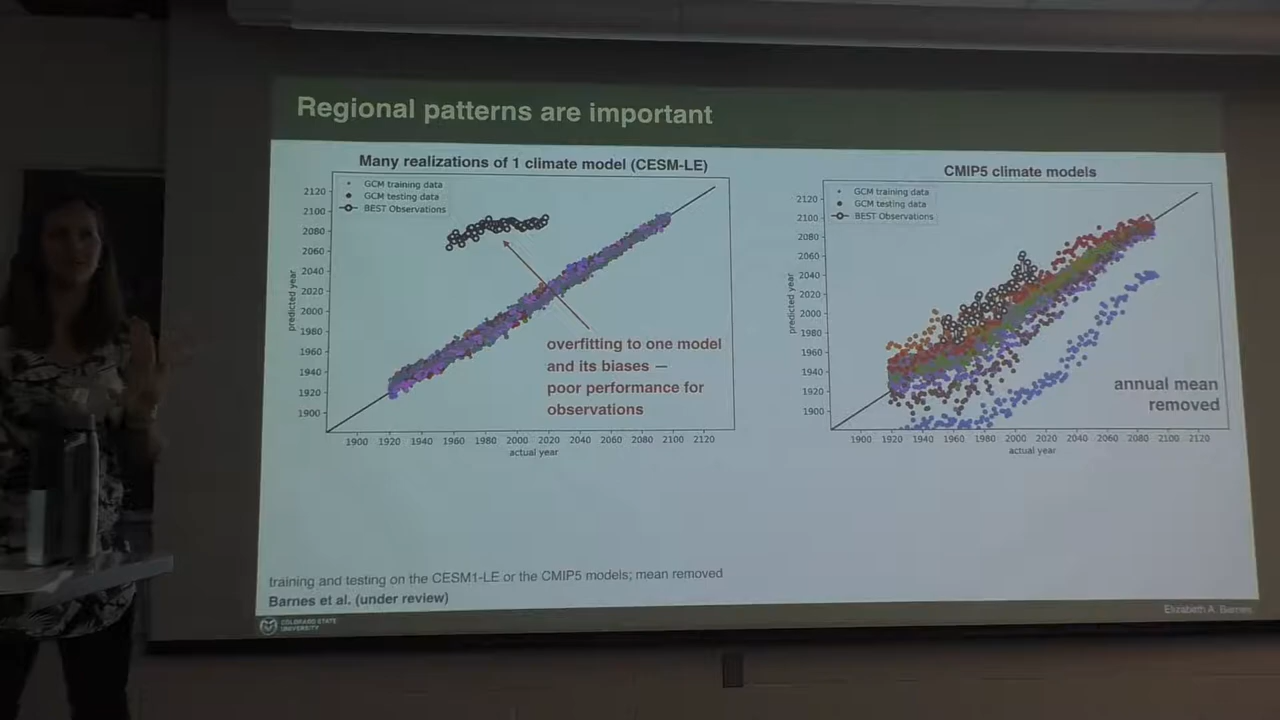 Regional patterns are important
Many realizations of 1 climate model (CESM-LE)
GCM training data
GCM testing data
BEST Observations
2120
2100
2080
2060
2040
2020
2000
1980
1960
1940
1920
1900
predicted year
1900 1920 1940 1960 1980 2000 2020 2040 2060 2080 2100 2120
actual year
overfitting to one model
and its biases —
poor performance for
observations
CMIP5 climate models
GCM training data
GCM testing data
BEST Observations
2120
2100
2080
2060
2040
2020
2000
1980
1960
1940
1920
1900
predicted year
1900 1920 1940 1960 1980 2000 2020 2040 2060 2080 2100 2120
actual year
annual mean
removed
training and testing on the CESM1-LE or the CMIP5 models; mean removed
Barnes et al. (under review)
COLORADO STATE
UNIVERSITY
Elizabeth A. Barnes